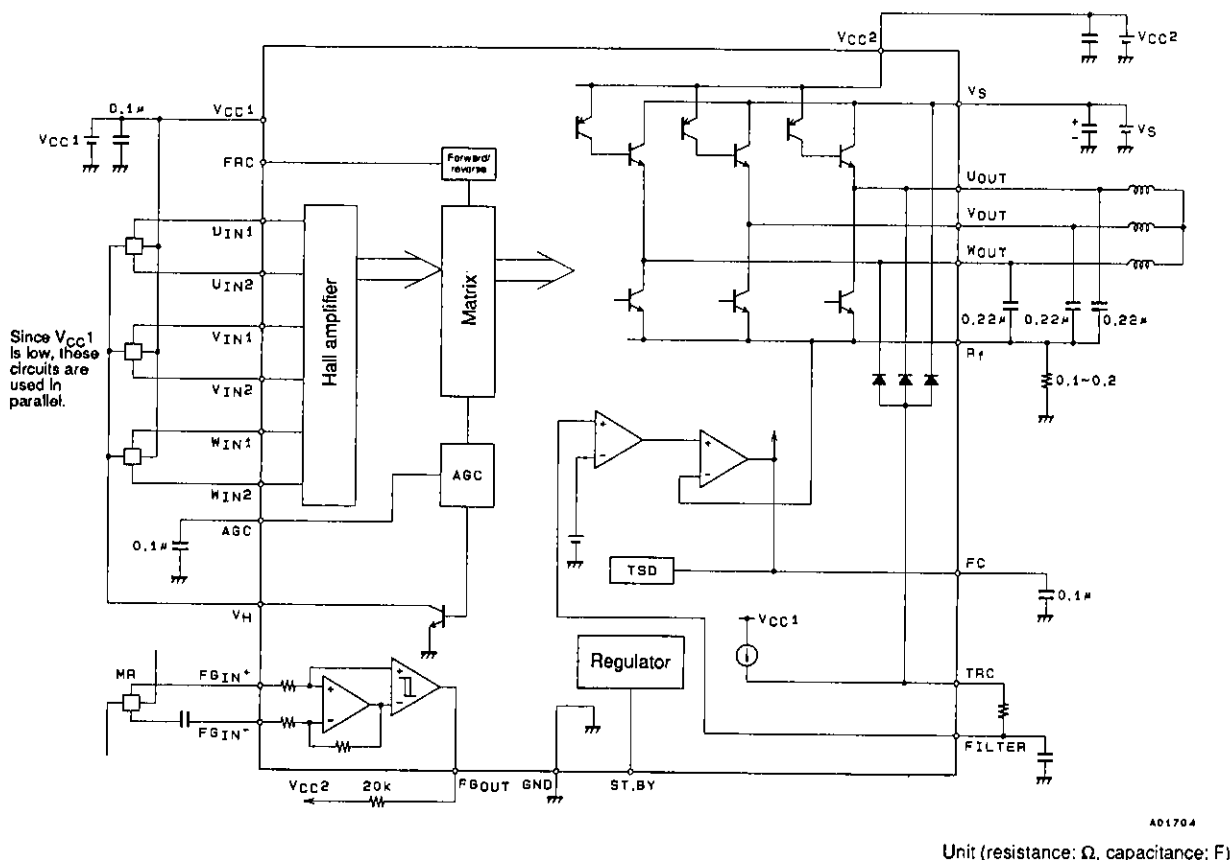 VCC2
VCC2
0.1μ
VCC1
VS
VCC1
+
-
VS
FRC
Forward/
reverse
UOUT
UIN1
VOUT
WOUT
UIN2
Hall amplifier
Matrix
Since VCC1
is low, these
circuits are
used in
parallel.
VIN1
0.22μ
0.22μ
0.22μ
Rf
VIN2
0.1~0.2
WIN1
+
-
+
-
AGC
WIN2
AGC
0.1μ
TSD
FC
0.1μ
VH
VCC1
Regulator
MR
FGIN+
+
-
+
-
TRC
FGIN-
FILTER
VCC2
20k
FGOUT
GND
ST.BY
A01704
Unit (resistance: Ω, capacitance: F)